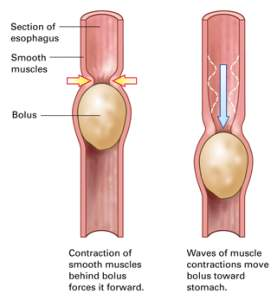 Section of
esophagus
Smooth
muscles
Bolus
Contraction of
smooth muscles
behind bolus
forces it forward.
Waves of muscle
contractions move
bolus toward
stomach.